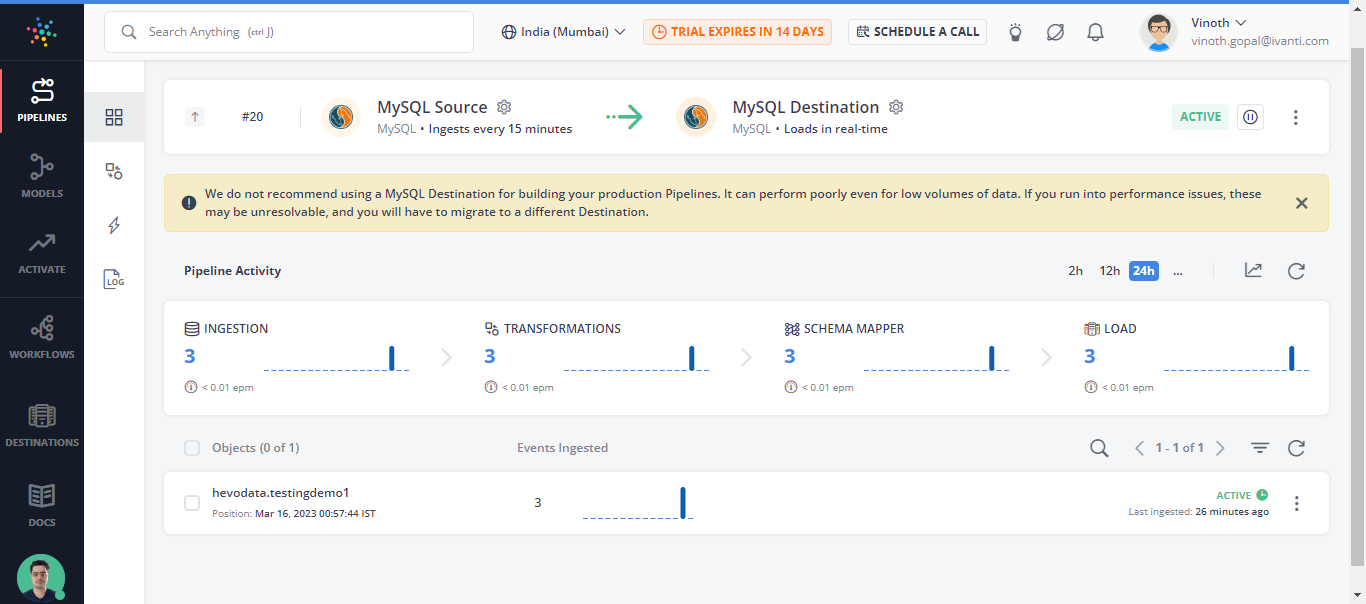 Search Anything (ctrl J)
India (Mumbai)
TRIAL EXPIRES IN 14 DAYS
SCHEDULE A CALL
Vinoth
vinoth.gopal@ivanti.com
PIPELINES
MODELS
ACTIVATE
WORKFLOWS
DESTINATIONS
DOCS
LOG
#20
MySQL Source
MySQL • Ingests every 15 minutes
MySQL Destination
MySQL • Loads in real-time
ACTIVE
We do not recommend using a MySQL Destination for building your production Pipelines. It can perform poorly even for low volumes of data. If you run into performance issues, these
may be unresolvable, and you will have to migrate to a different Destination.
Pipeline Activity
2h 12h 24h ...
INGESTION
3
< 0.01 epm
TRANSFORMATIONS
3
< 0.01 epm
SCHEMA MAPPER
3
< 0.01 epm
LOAD
3
< 0.01 epm
Objects (0 of 1)
Events Ingested
1 - 1 of 1
hevodata.testingdemo1
Position: Mar 16, 2023 00:57:44 IST
3
ACTIVE
Last ingested: 26 minutes ago